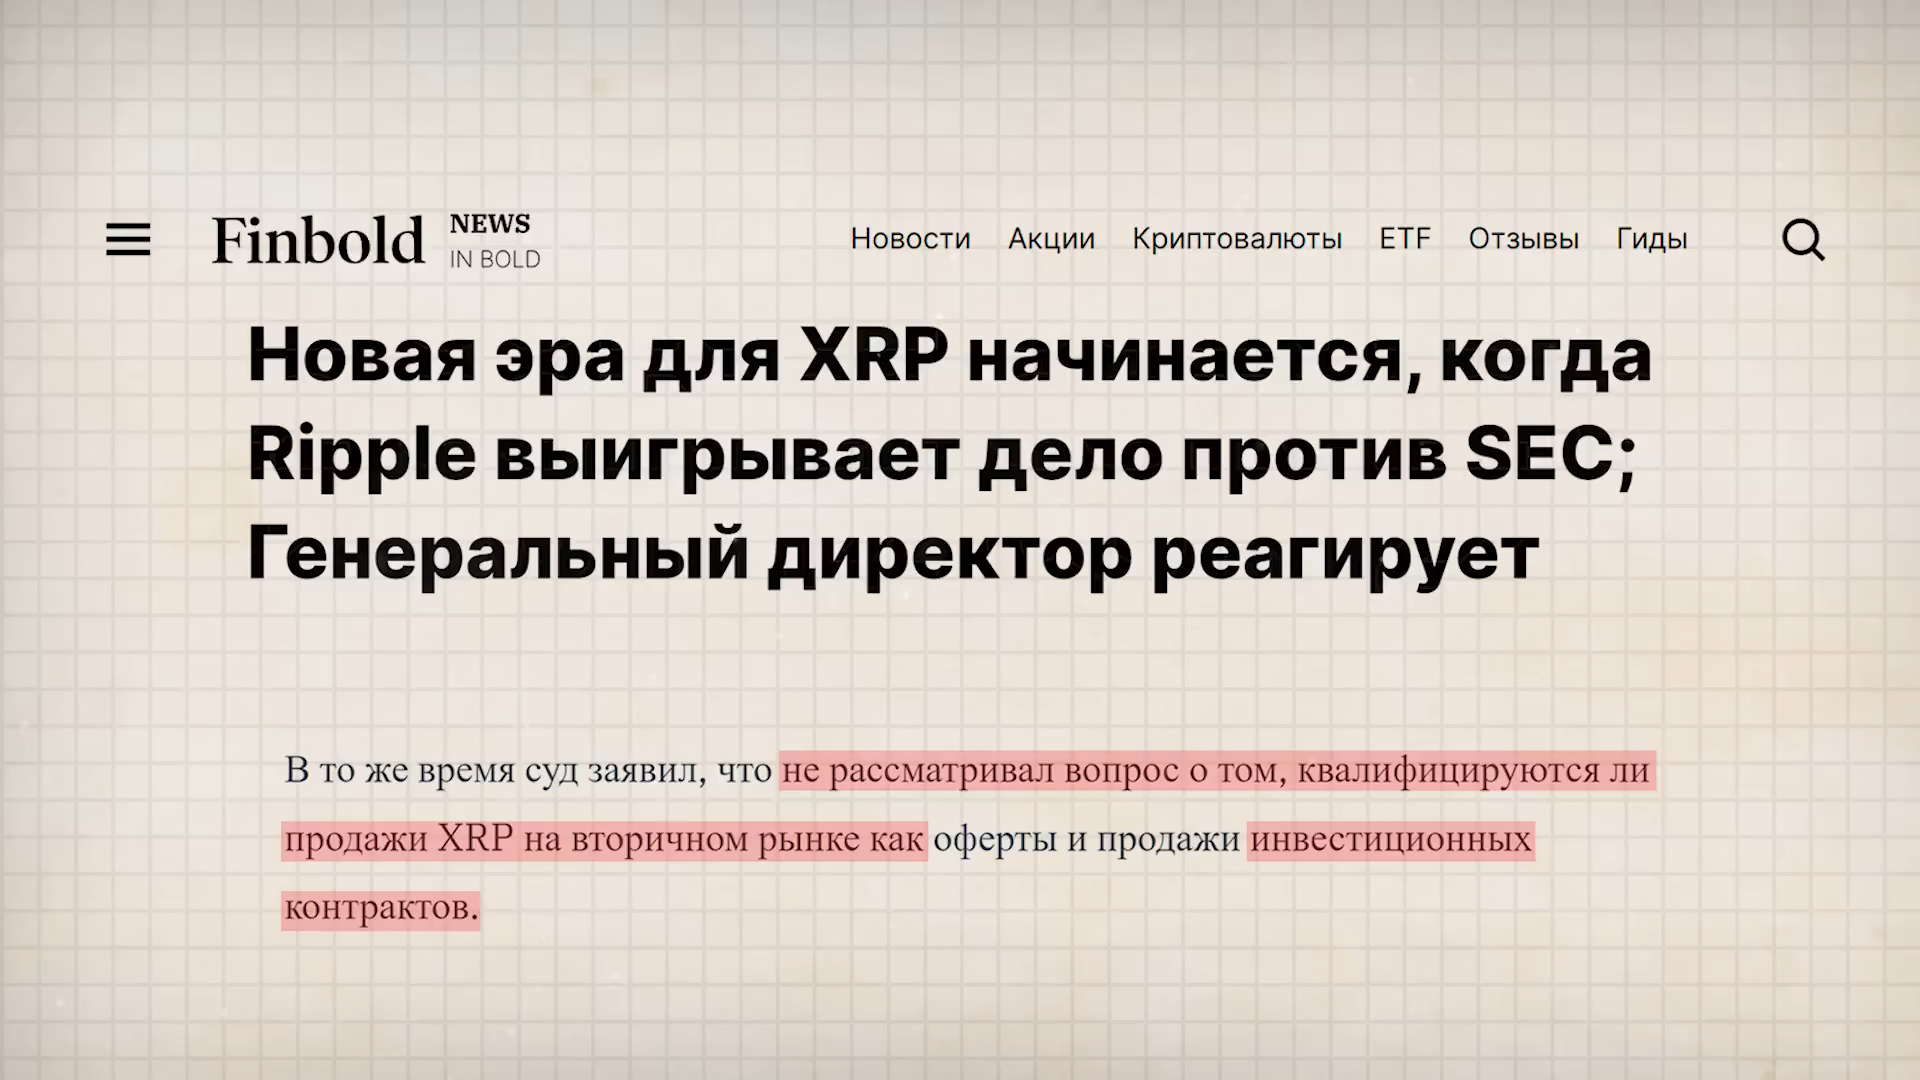 Finbold NEWS
IN BOLD
Новости Акции Криптовалюты ETF Отзывы Гиды
Новая эра для XRP начинается, когда
Ripple выигрывает дело против SEC;
Генеральный директор реагирует
В то же время суд заявил, что не рассматривал вопрос о том, квалифицируются ли
продажи XRP на вторичном рынке как оферты и продажи инвестиционных
контрактов.